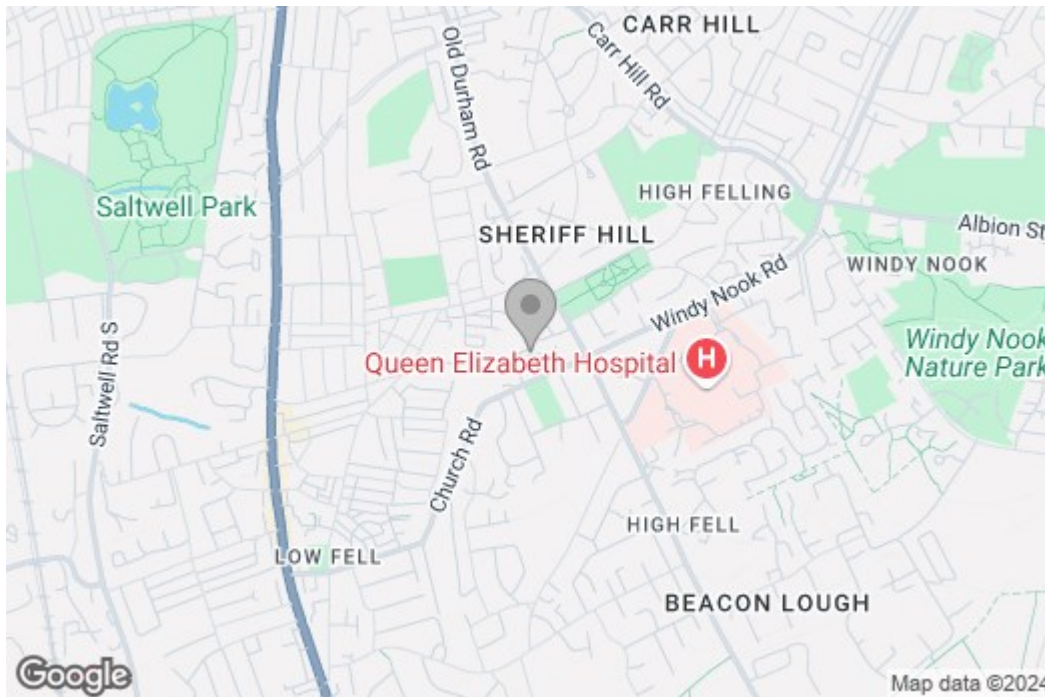 CARR HILL
Old Durham Rd
Carr Hill Rd
HIGH FELLING
Saltwell Park
Albion St
SHERIFF HILL
WINDY NOOK
Windy Nook Rd
Windy Nook
Nature Park
Queen Elizabeth Hospital
H
Saltwell Rd S
Church Rd
HIGH FELL
LOW FELL
BEACON LOUGH
Google
Map data ©2024